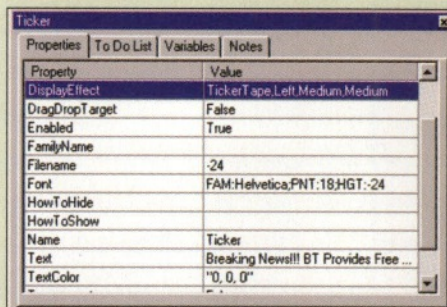 Ticker
Properties To Do List Variables Notes
Property Value
DisplayEffect TickerTape,Left,Medium,Medium
DragDropTarget False
Enabled True
FamilyName
Filename -24
Font FAM:Helvetica;PNT:18;HGT:-24
HowToHide
HowToShow
Name Ticker
Text Breaking News!!! BT Provides Free ...
TextColor "0, 0, 0"